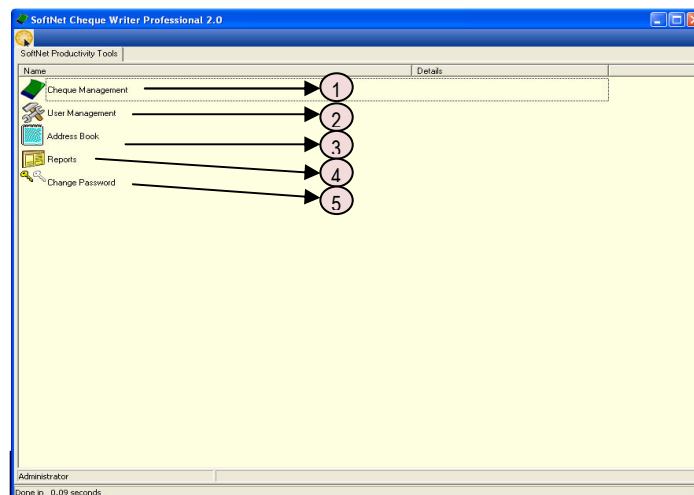 SoftNet Cheque Writer Professional 2.0
SoftNet Productivity Tools
Name Details
Cheque Management 1
User Management 2
Address Book 3
Reports 4
Change Password 5
Administrator
Done in 0.09 seconds